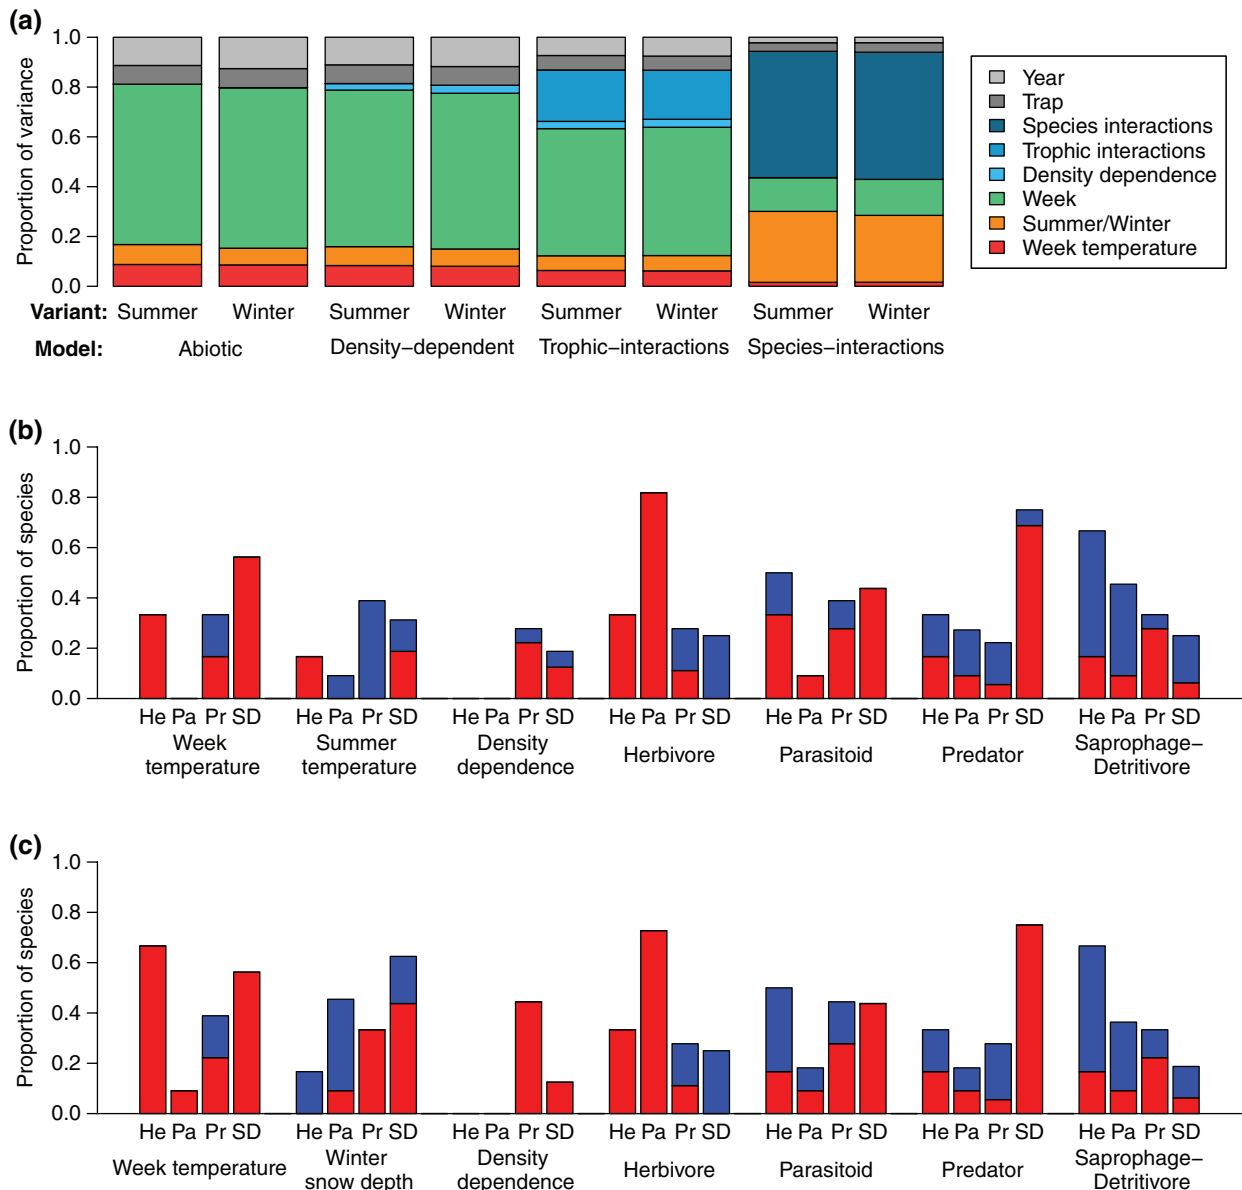 (a)
Proportion of variance
1.0
0.8
0.6
0.4
0.2
0.0
Variant: Summer Winter Summer Winter Summer Winter Summer Winter
Model: Abiotic Density−dependent Trophic−interactions Species−interactions
Year
Trap
Species interactions
Trophic interactions
Density dependence
Week
Summer/Winter
Week temperature
(b)
Proportion of species
1.0
0.8
0.6
0.4
0.2
0.0
He Pa Pr SD He Pa Pr SD He Pa Pr SD He Pa Pr SD He Pa Pr SD He Pa Pr SD He Pa Pr SD
Week
temperature
Summer
temperature
Density
dependence
Herbivore
Parasitoid
Predator
Saprophage−
Detritivore
(c)
Proportion of species
1.0
0.8
0.6
0.4
0.2
0.0
He Pa Pr SD He Pa Pr SD He Pa Pr SD He Pa Pr SD He Pa Pr SD He Pa Pr SD He Pa Pr SD
Week temperature
Winter
snow depth
Density
dependence
Herbivore
Parasitoid
Predator
Saprophage−
Detritivore